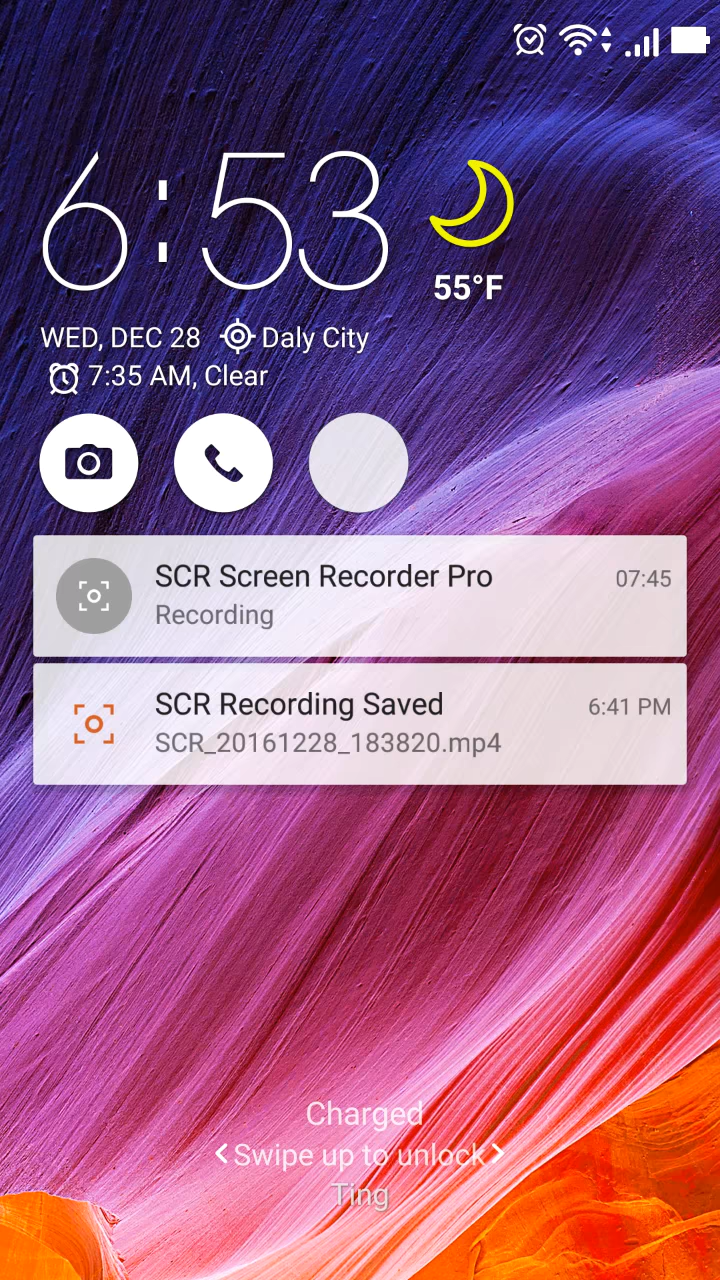 6:53
55°F
WED, DEC 28 Daly City
7:35 AM, Clear
SCR Screen Recorder Pro 07:45
Recording
SCR Recording Saved 6:41 PM
SCR_20161228_183820.mp4
Charged
Swipe up to unlock
Ting